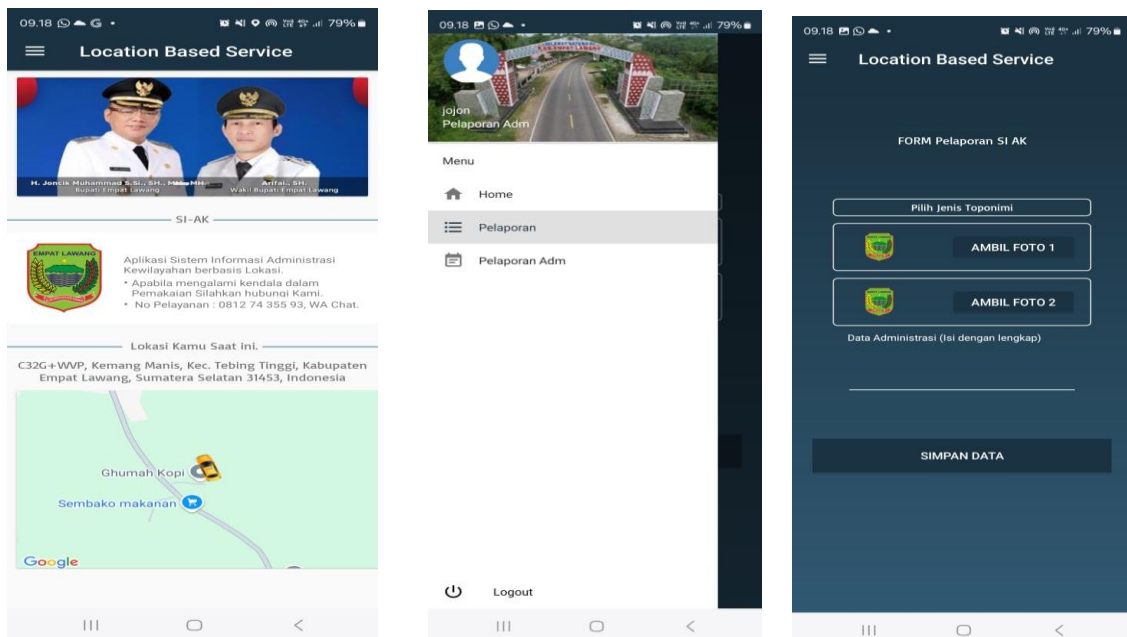 09.18
79%
Location Based Service
H. Joncik Muhammad S.Si., SH., MH.
Bupati Empat Lawang
Arifai., SH.
Wakil Bupati Empat Lawang
SI-AK
EMPAT LAWANG
Aplikasi Sistem Informasi Administrasi
Kewilayahan berbasis Lokasi.
• Apabila mengalami kendala dalam
Pemakaian Silahkan hubungi Kami.
• No Pelayanan : 0812 74 355 93, WA Chat.
Lokasi Kamu Saat ini.
C32G+WVP, Kemang Manis, Kec. Tebing Tinggi, Kabupaten
Empat Lawang, Sumatera Selatan 31453, Indonesia
Ghumah Kopi
Sembako makanan
Google
09.18
79%
jojon
Pelaporan Adm
Menu
Home
Pelaporan
Pelaporan Adm
Logout
09.18
79%
Location Based Service
FORM Pelaporan SI AK
Pilih Jenis Toponimi
AMBIL FOTO 1
AMBIL FOTO 2
Data Administrasi (Isi dengan lengkap)
SIMPAN DATA